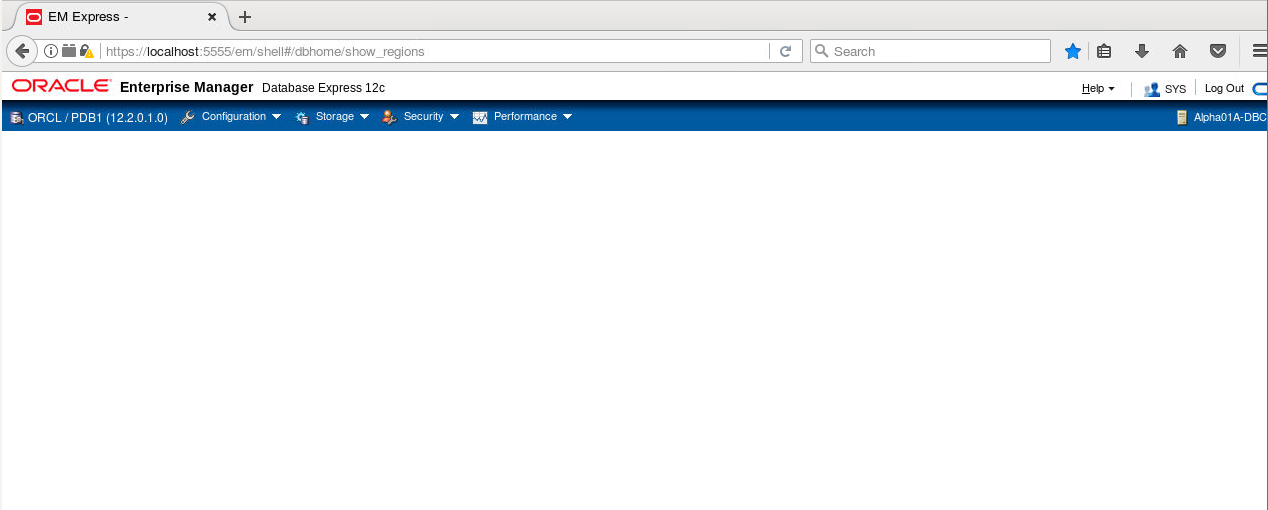 EM Express -
https://localhost:5555/em/shell#/dbhome/show_regions
Search
ORACLE Enterprise Manager Database Express 12c
Help
SYS
Log Out
ORCL / PDB1 (12.2.0.1.0)
Configuration
Storage
Security
Performance
Alpha01A-DBC